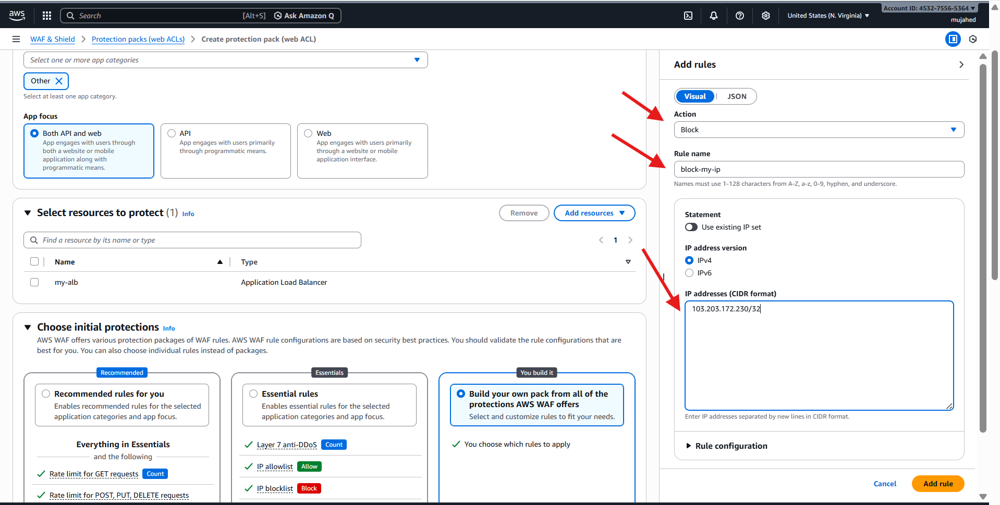 aws
Search
[Alt+S]
Ask Amazon Q
United States (N. Virginia)
Account ID: 4532-7556-5364
mujahed
WAF & Shield
Protection packs (web ACLs)
Create protection pack (web ACL)
Select one or more app categories
Other
Select at least one app category.
App focus
Both API and web
App engages with users through
both a website or mobile
application along with
programmatic means.
API
App engages with users primarily
through programmatic means.
Web
App engages with users primarily
through a website or mobile
application interface.
Select resources to protect (1) Info
Remove
Add resources
Find a resource by its name or type
1
Name
Type
my-alb
Application Load Balancer
Choose initial protections Info
AWS WAF offers various protection packages of WAF rules. AWS WAF rule configurations are based on security best practices. You should validate the rule configurations that are
best for you. You can also choose individual rules instead of packages.
Recommended
Recommended rules for you
Enables recommended rules for the selected
application categories and app focus.
Everything in Essentials
and the following
Rate limit for GET requests Count
Rate limit for POST, PUT, DELETE requests
Essentials
Essential rules
Enables essential rules for the selected
application categories and app focus.
Layer 7 anti-DDoS Count
IP allowlist Allow
IP blocklist Block
You build it
Build your own pack from all of the
protections AWS WAF offers
Select and customize rules to fit your needs.
You choose which rules to apply
Add rules
Visual
JSON
Action
Block
Rule name
block-my-ip
Names must use 1-128 characters from A-Z, a-z, 0-9, hyphen, and underscore.
Statement
Use existing IP set
IP address version
IPv4
IPv6
IP addresses (CIDR format)
103.203.172.230/32
Enter IP addresses separated by new lines in CIDR format.
Rule configuration
Cancel
Add rule